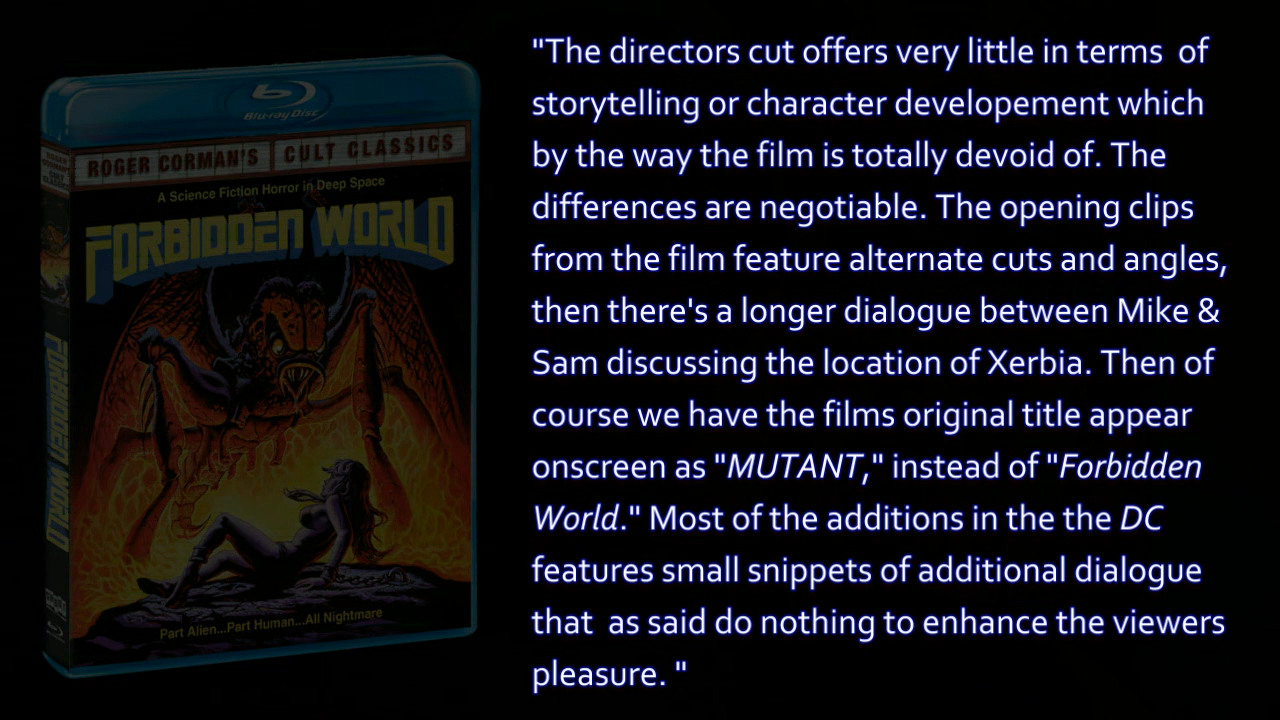 Blu-ray Disc
ROGER CORMAN'S CULT CLASSICS
A Science Fiction Horror in Deep Space
FORBIDDEN WORLD
FORBIDDEN WORLD
Part Alien...Part Human...All Nightmare
"The directors cut offers very little in terms  of
storytelling or character developement which
by the way the film is totally devoid of. The
differences are negotiable. The opening clips
from the film feature alternate cuts and angles,
then there's a longer dialogue between Mike &
Sam discussing the location of Xerbia. Then of
course we have the films original title appear
onscreen as "MUTANT," instead of "Forbidden
World." Most of the additions in the the DC
features small snippets of additional dialogue
that  as said do nothing to enhance the viewers
pleasure. "